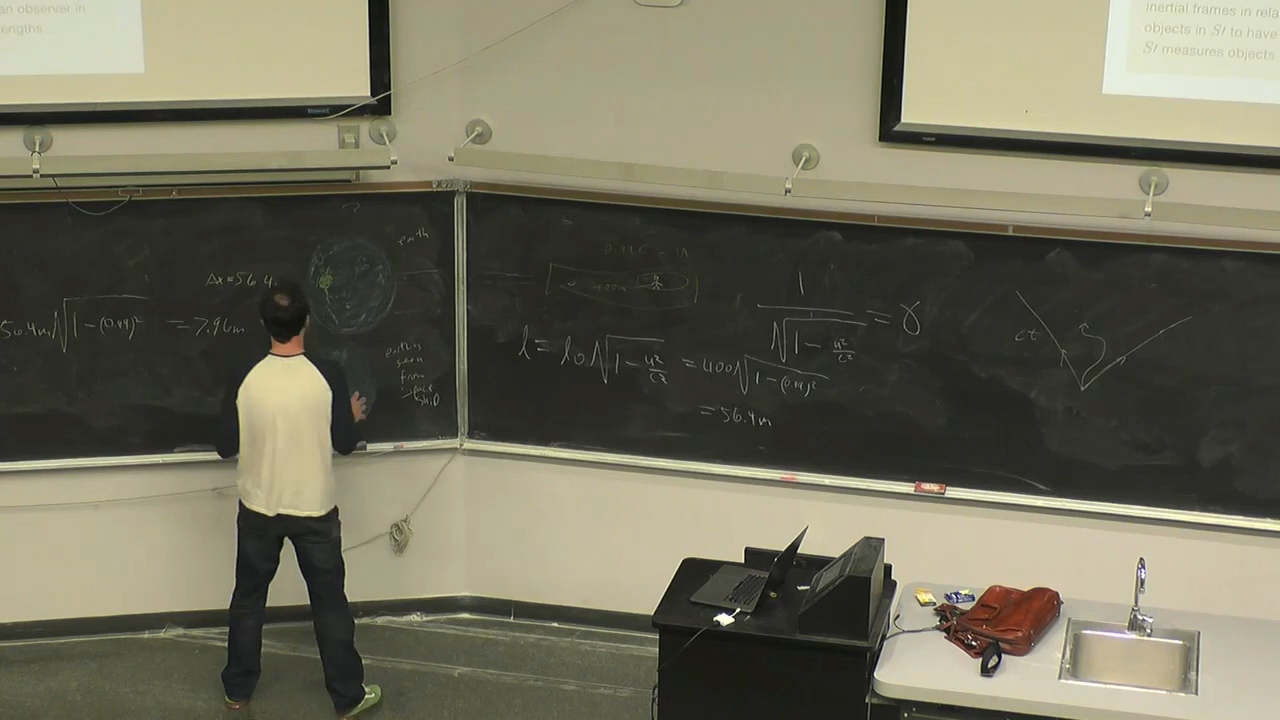 an observer in
engths
inertial frames in rela
objects in S′ to have
S′ measures objects
earth
Δx = 56.4
56.4m√1-(0.99)² = 7.96m
earth as
seen
from
space
ship
400m
1/√1-u²/c² = γ
l = l₀√1-u²/c² = 400√1-(0.99)²
= 56.4m
ct